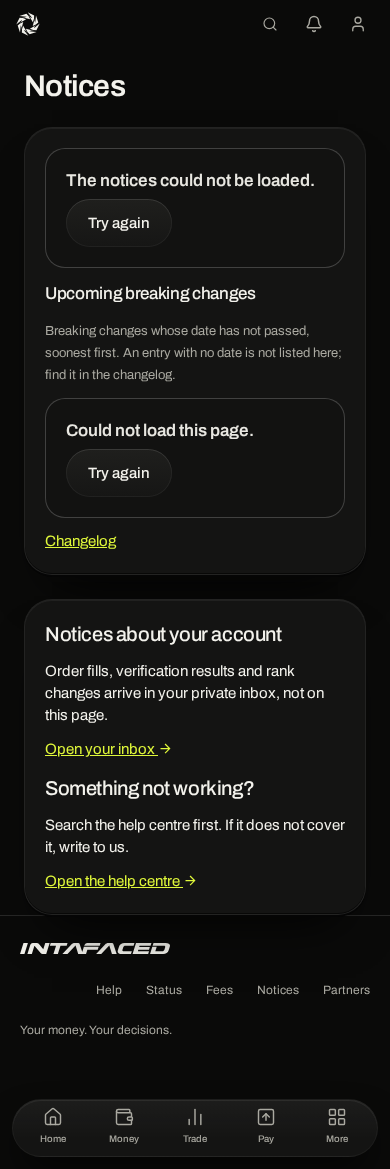 Notices
The notices could not be loaded.
Try again
Upcoming breaking changes
Breaking changes whose date has not passed,
soonest first. An entry with no date is not listed here;
find it in the changelog.
Could not load this page.
Try again
Changelog
Notices about your account
Order fills, verification results and rank
changes arrive in your private inbox, not on
this page.
Open your inbox →
Something not working?
Search the help centre first. If it does not cover
it, write to us.
Open the help centre →
INTAFACED
Help Status Fees Notices Partners
Your money. Your decisions.
Home Money Trade Pay More